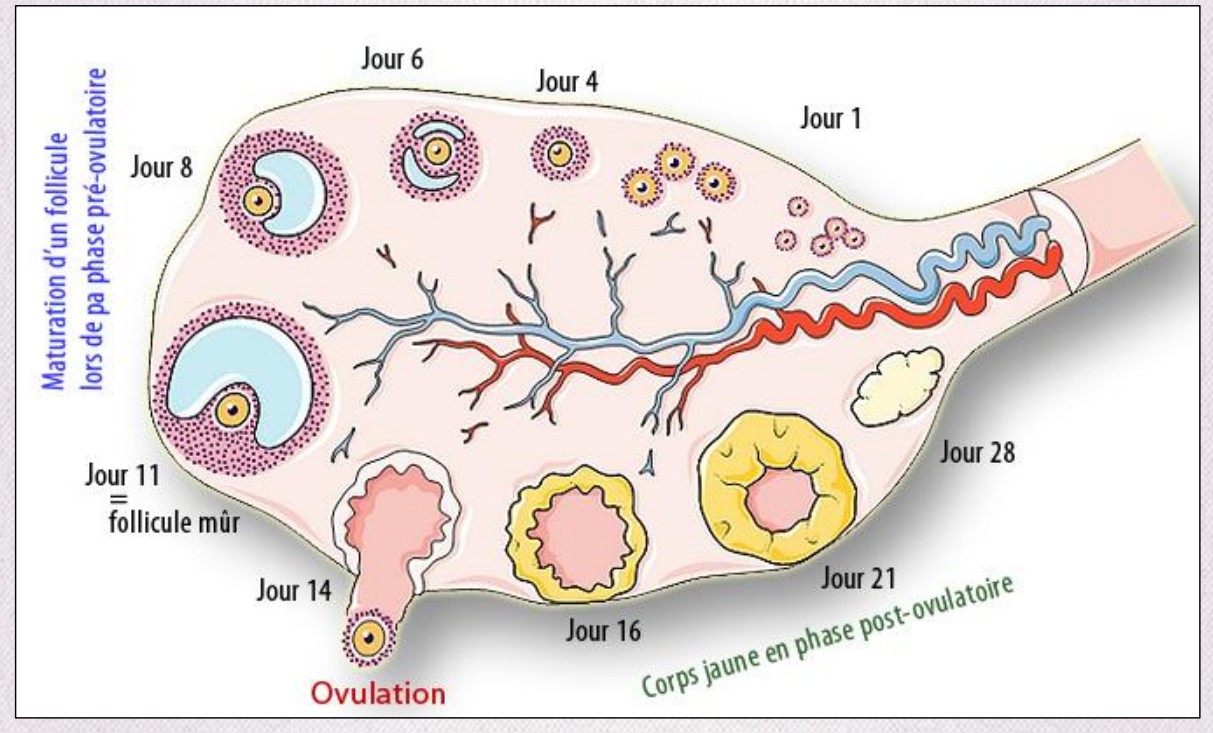 Jour 6
Jour 4
Jour 1
Jour 8
Maturation d'un follicule
lors de pa phase pré-ovulatoire
Jour 11
=
follicule mûr
Jour 28
Jour 14
Jour 21
Jour 16
Corps jaune en phase post-ovulatoire
Ovulation